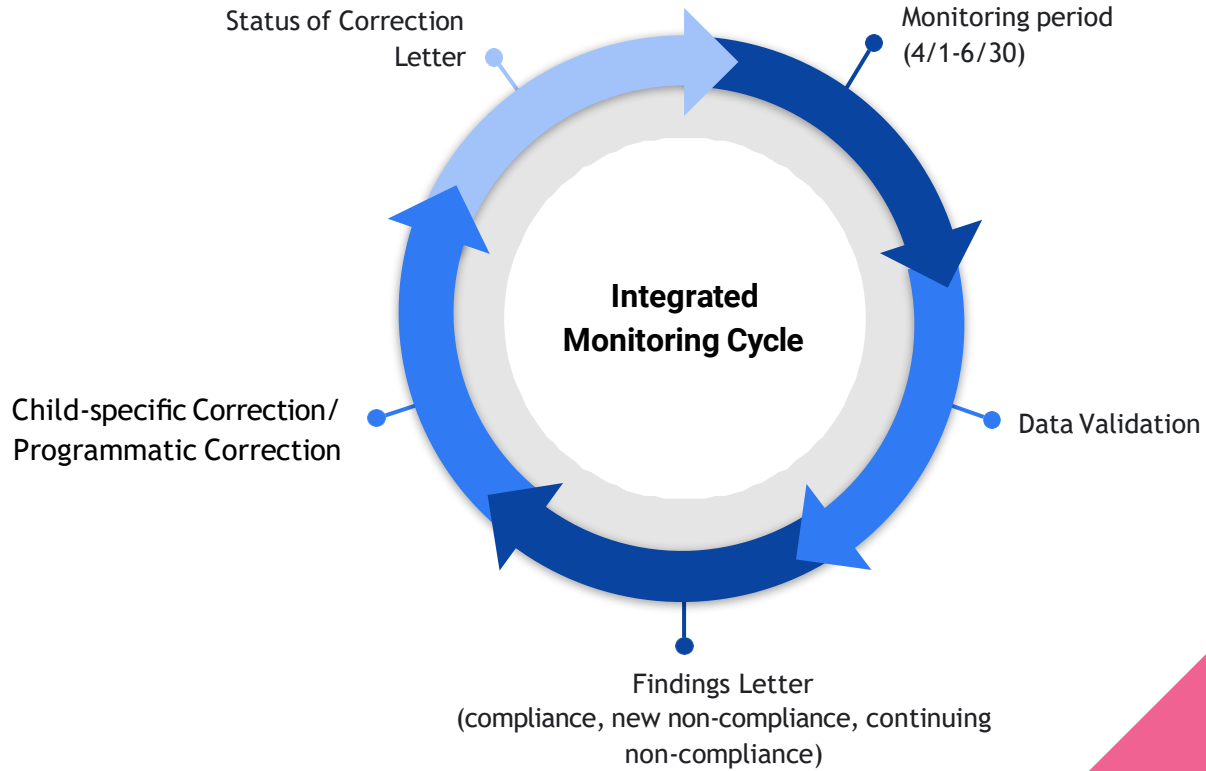 Status of Correction
Letter
Monitoring period
(4/1-6/30)
Integrated
Monitoring Cycle
Child-specific Correction/
Programmatic Correction
Data Validation
Findings Letter
(compliance, new non-compliance, continuing
non-compliance)